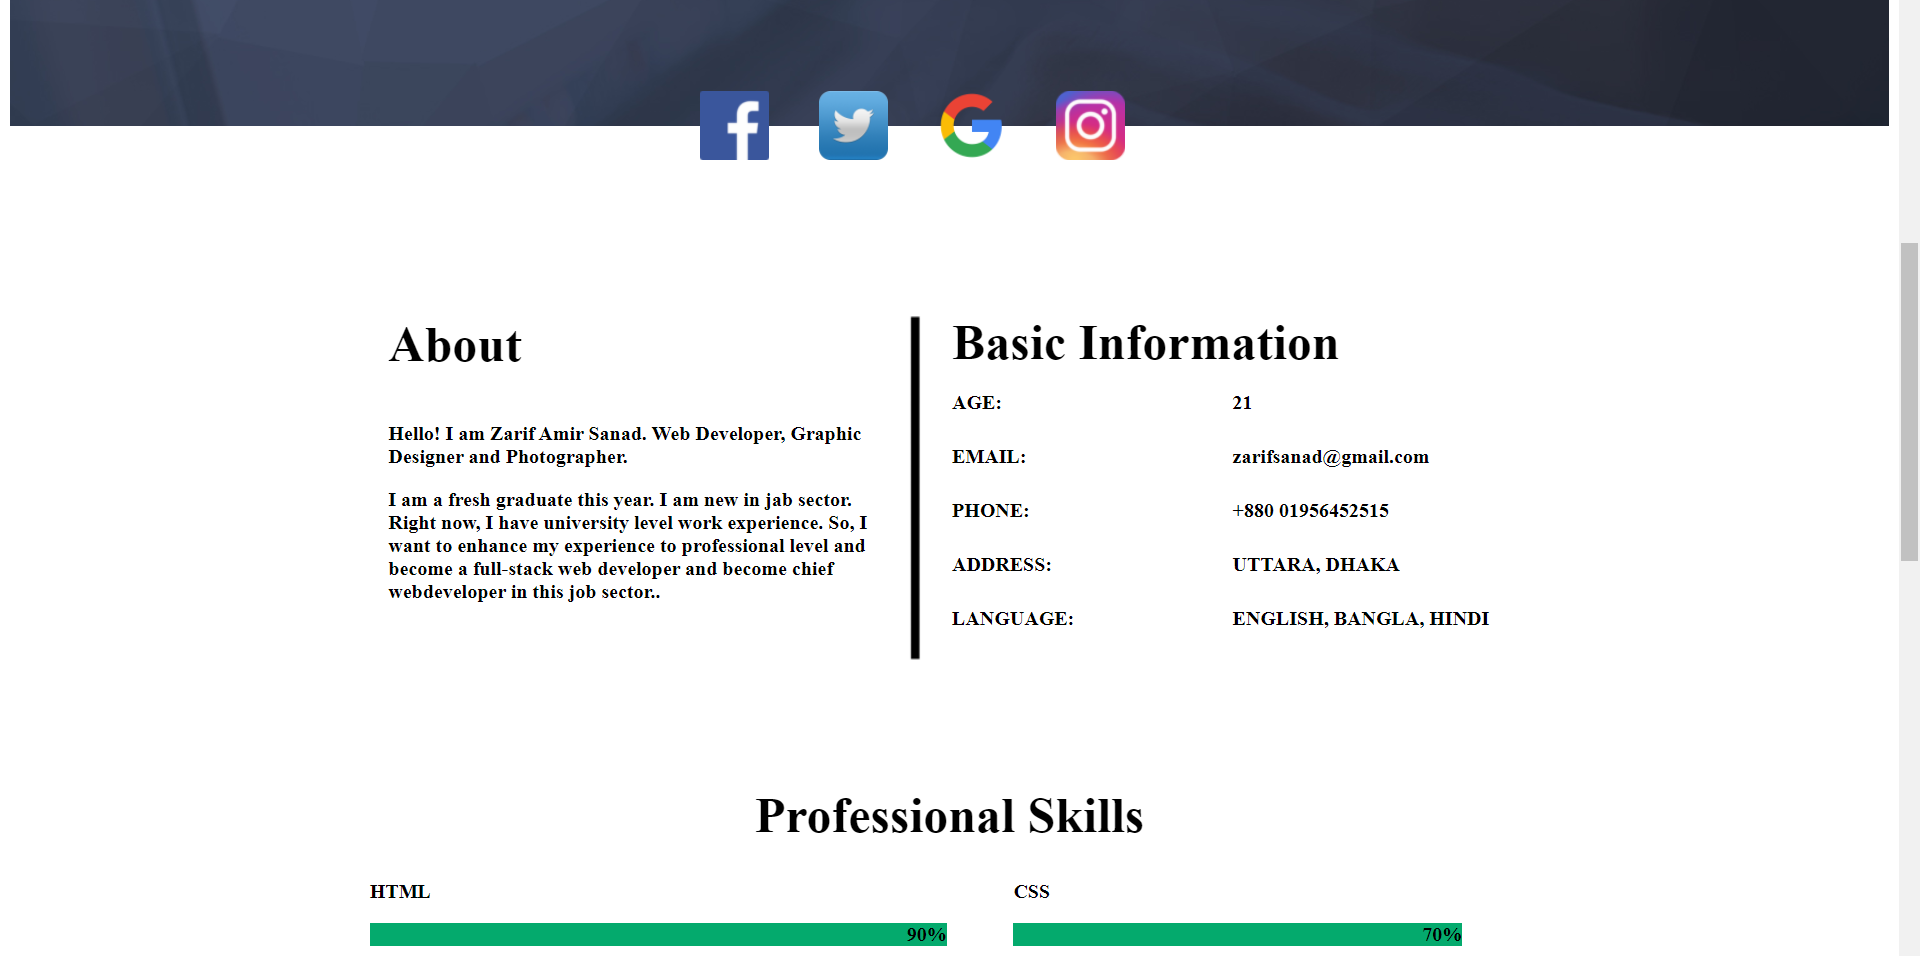 About
Hello! I am Zarif Amir Sanad. Web Developer, Graphic
Designer and Photographer.
I am a fresh graduate this year. I am new in jab sector.
Right now, I have university level work experience. So, I
want to enhance my experience to professional level and
become a full-stack web developer and become chief
webdeveloper in this job sector..
Basic Information
AGE: 21
EMAIL: zarifsanad@gmail.com
PHONE: +880 01956452515
ADDRESS: UTTARA, DHAKA
LANGUAGE: ENGLISH, BANGLA, HINDI
Professional Skills
HTML
90%
CSS
70%